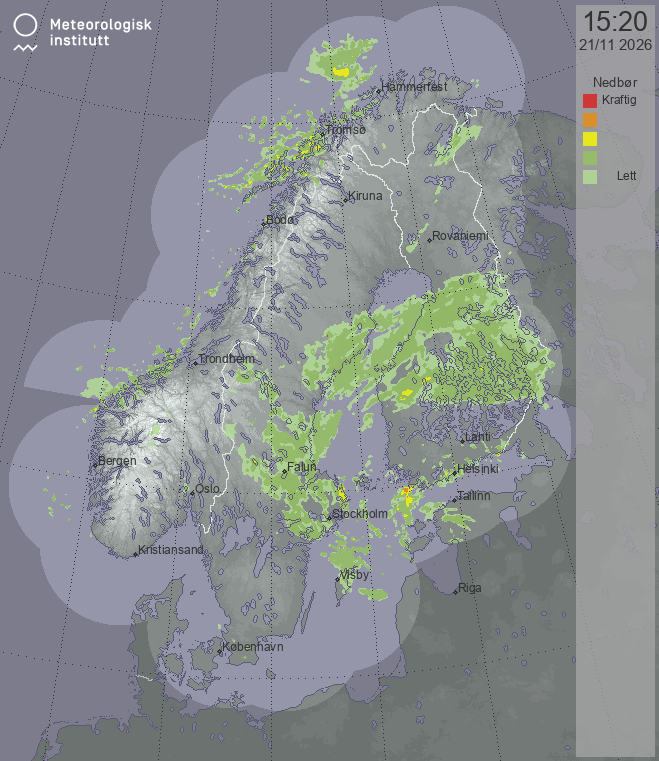 Meteorologisk
institutt
15:20
21/11 2026
Nedbør
Kraftig
Lett
Hammerfest
Tromsø
Kiruna
Bodø
Rovaniemi
Trondheim
Lahti
Bergen
Falun
Helsinki
Oslo
Tallinn
Stockholm
Kristiansand
Visby
Riga
København